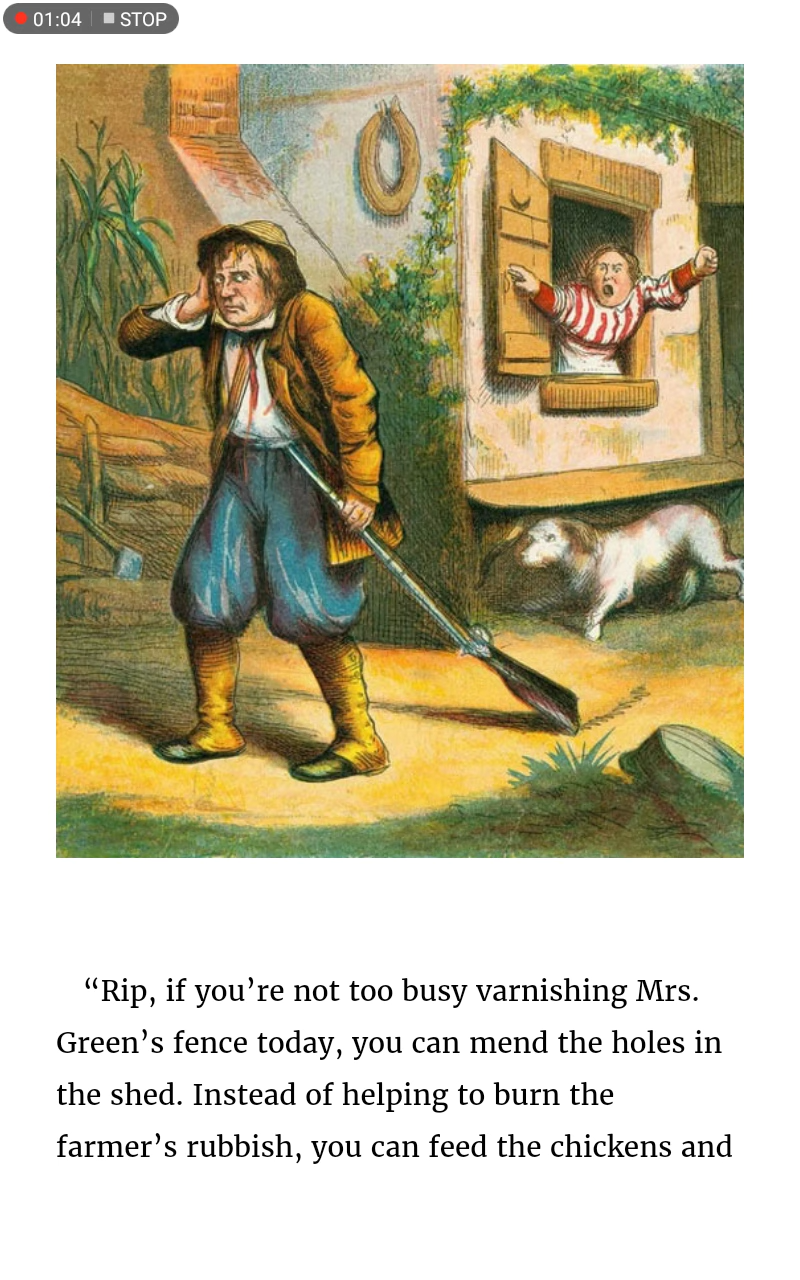 01:04 STOP
“Rip, if you’re not too busy varnishing Mrs.
Green’s fence today, you can mend the holes in
the shed. Instead of helping to burn the
farmer’s rubbish, you can feed the chickens and